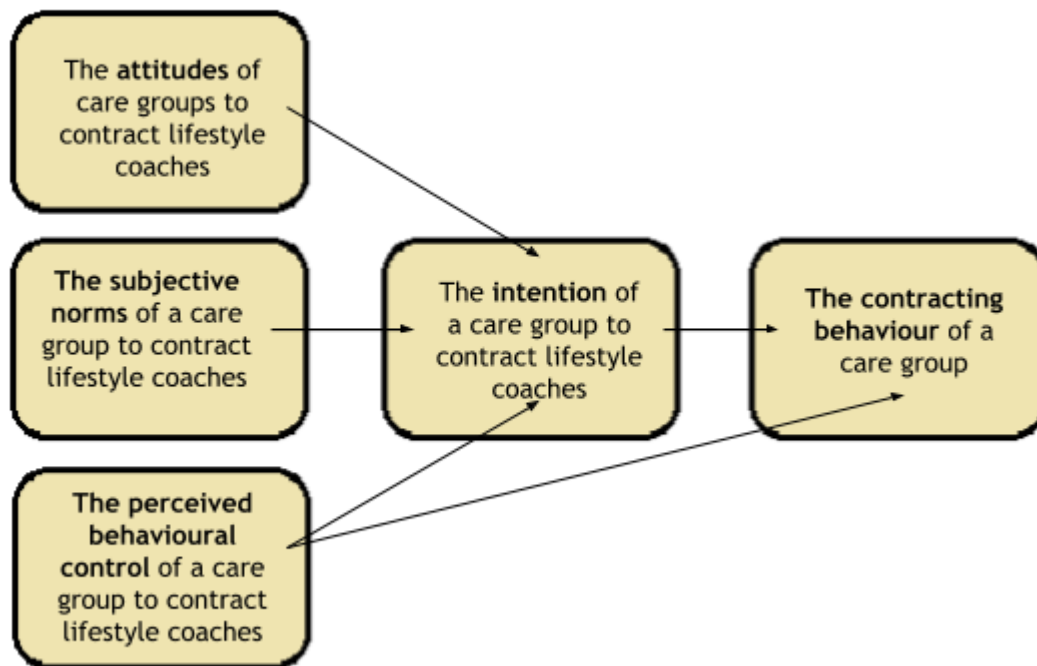 The attitudes of
care groups to
contract lifestyle
coaches
The subjective
norms of a care
group to contract
lifestyle coaches
The intention of
a care group to
contract lifestyle
coaches
The contracting
behaviour of a
care group
The perceived
behavioural
control of a care
group to contract
lifestyle coaches